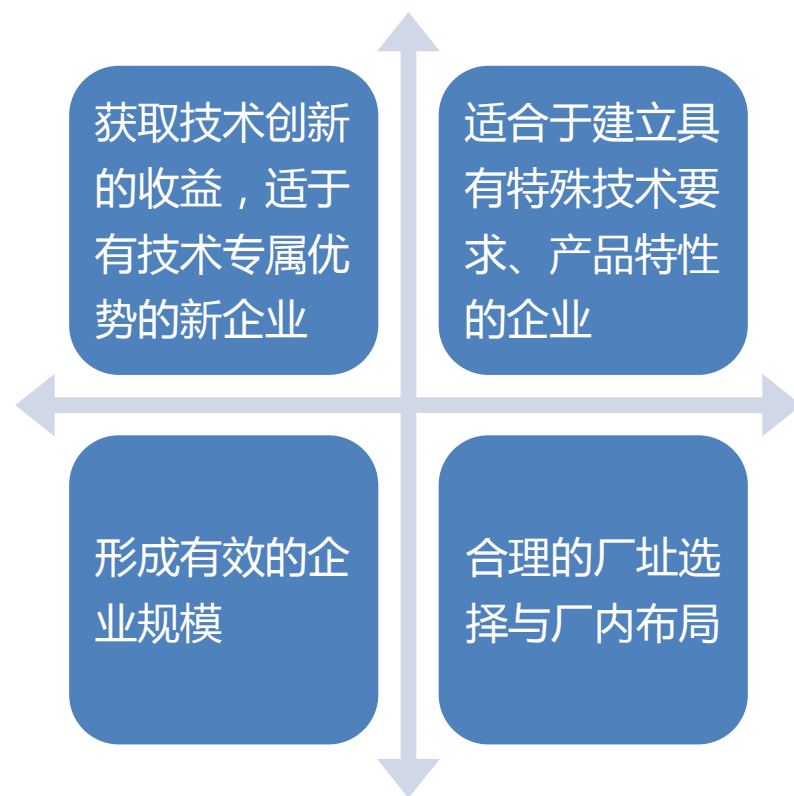 获取技术创新
的收益，适于
有技术专属优
势的新企业
适合于建立具
有特殊技术要
求、产品特性
的企业
形成有效的企
业规模
合理的厂址选
择与厂内布局